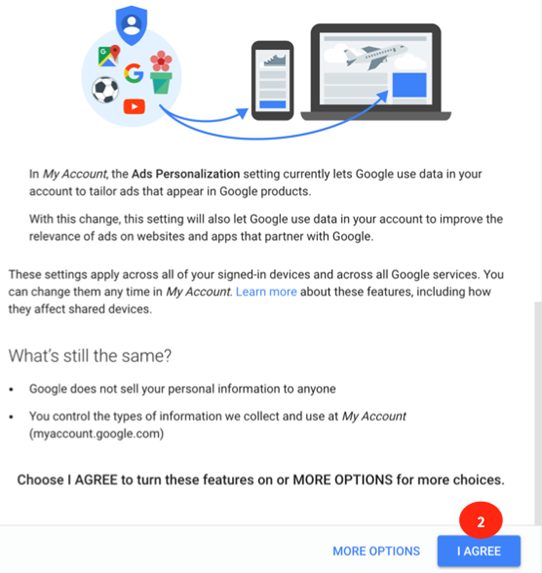 G
G
In My Account, the Ads Personalization setting currently lets Google use data in your
account to tailor ads that appear in Google products.
With this change, this setting will also let Google use data in your account to improve the
relevance of ads on websites and apps that partner with Google.
These settings apply across all of your signed-in devices and across all Google services. You
can change them any time in My Account. Learn more about these features, including how
they affect shared devices.
What's still the same?
• Google does not sell your personal information to anyone
• You control the types of information we collect and use at My Account
(myaccount.google.com)
Choose I AGREE to turn these features on or MORE OPTIONS for more choices.
2
MORE OPTIONS I AGREE